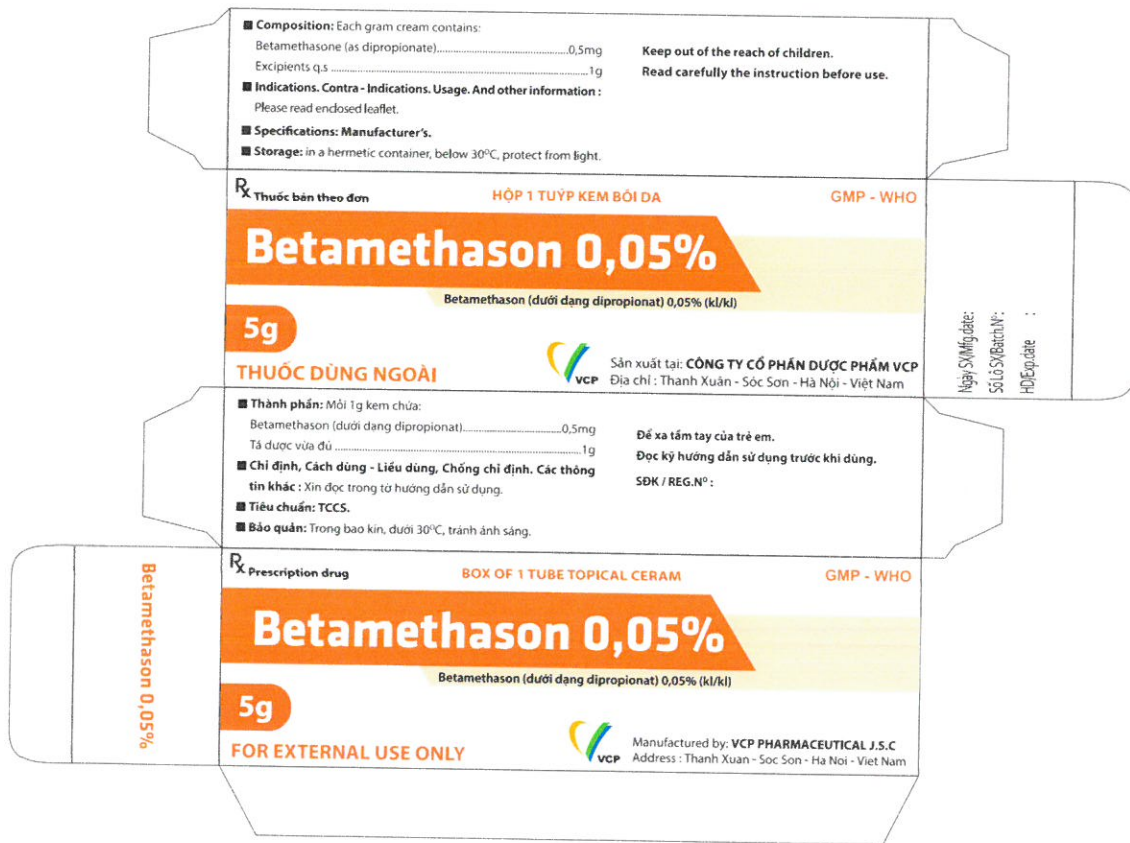 ■ Composition: Each gram cream contains:
Betamethasone (as dipropionate)..........................................0,5mg
Excipients q.s ..................................................................................1g
■ Indications. Contra - Indications. Usage. And other information :
Please read enclosed leaflet.
■ Specifications: Manufacturer's.
■ Storage: in a hermetic container, below 30ºC, protect from light.
Keep out of the reach of children.
Read carefully the instruction before use.
Rx Thuốc bán theo đơn
HỘP 1 TUÝP KEM BÔI DA
GMP - WHO
Betamethason 0,05%
Betamethason (dưới dạng dipropionat) 0,05% (kl/kl)
5g
THUỐC DÙNG NGOÀI
VCP
Sản xuất tại: CÔNG TY CỔ PHẦN DƯỢC PHẨM VCP
Địa chỉ : Thanh Xuân - Sóc Sơn - Hà Nội - Việt Nam
Ngày SX/Mfg.date:
Số Lô SX/Batch.Nº:
HD/Exp.date :
■ Thành phần: Mỗi 1g kem chứa:
Betamethason (dưới dạng dipropionat)...............................0,5mg
Tá dược vừa đủ ..............................................................................1g
■ Chỉ định, Cách dùng - Liều dùng, Chống chỉ định. Các thông
tin khác : Xin đọc trong tờ hướng dẫn sử dụng.
■ Tiêu chuẩn: TCCS.
■ Bảo quản: Trong bao kín, dưới 30ºC, tránh ánh sáng.
Để xa tầm tay của trẻ em.
Đọc kỹ hướng dẫn sử dụng trước khi dùng.
SĐK / REG.Nº :
Betamethason 0,05%
Rx Prescription drug
BOX OF 1 TUBE TOPICAL CERAM
GMP - WHO
Betamethason 0,05%
Betamethason (dưới dạng dipropionat) 0,05% (kl/kl)
5g
FOR EXTERNAL USE ONLY
VCP
Manufactured by: VCP PHARMACEUTICAL J.S.C
Address : Thanh Xuan - Soc Son - Ha Noi - Viet Nam